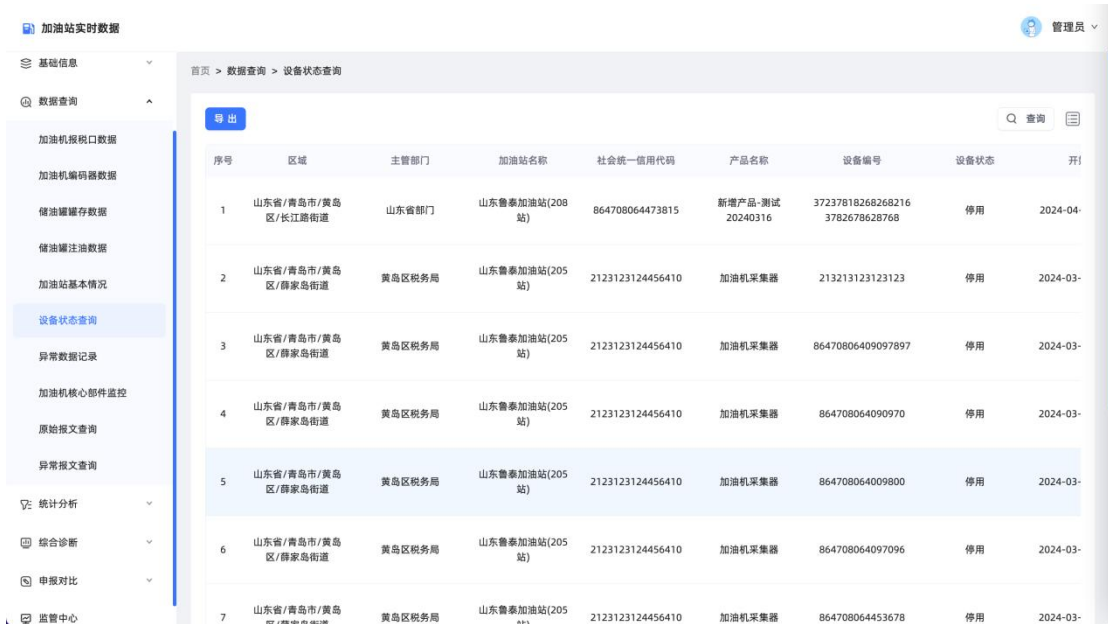 加油站实时数据
管理员
基础信息
首页 > 数据查询 > 设备状态查询
数据查询
加油机报税口数据
加油机编码器数据
储油罐罐存数据
储油罐注油数据
加油站基本情况
设备状态查询
异常数据记录
加油机核心部件监控
原始报文查询
异常报文查询
统计分析
综合诊断
申报对比
监管中心
导出
查询
序号 区域 主管部门 加油站名称 社会统一信用代码 产品名称 设备编号 设备状态
山东省/青岛市/黄岛 山东鲁泰加油站(208 新增产品-测试 37237818268268216
1 山东省部门 864708064473815 停用 2024-04-
区/长江路街道 站) 20240316 3782678628768
山东省/青岛市/黄岛 山东鲁泰加油站(205
2 黄岛区税务局 2123123124456410 加油机采集器 213213123123123 停用 2024-03-
区/薛家岛街道 站)
山东省/青岛市/黄岛 山东鲁泰加油站(205
3 黄岛区税务局 2123123124456410 加油机采集器 86470806409097897 停用 2024-03-
区/薛家岛街道 站)
山东省/青岛市/黄岛 山东鲁泰加油站(205
4 黄岛区税务局 2123123124456410 加油机采集器 864708064090970 停用 2024-03-
区/薛家岛街道 站)
山东省/青岛市/黄岛 山东鲁泰加油站(205
5 黄岛区税务局 2123123124456410 加油机采集器 864708064009800 停用 2024-03-
区/薛家岛街道 站)
山东省/青岛市/黄岛 山东鲁泰加油站(205
6 黄岛区税务局 2123123124456410 加油机采集器 864708064097096 停用 2024-03-
区/薛家岛街道 站)
山东省/青岛市/黄岛 山东鲁泰加油站(205
7 黄岛区税务局 2123123124456410 加油机采集器 864708064453678 停用 2024-03-